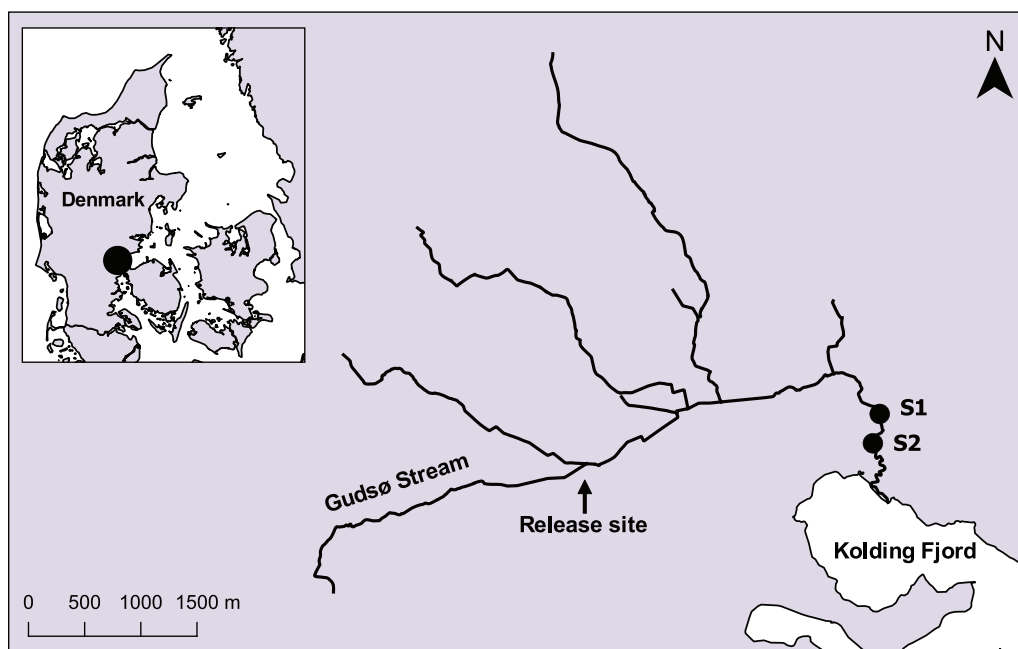 N
Denmark
S1
S2
Gudsø Stream
Release site
Kolding Fjord
0 500 1000 1500 m